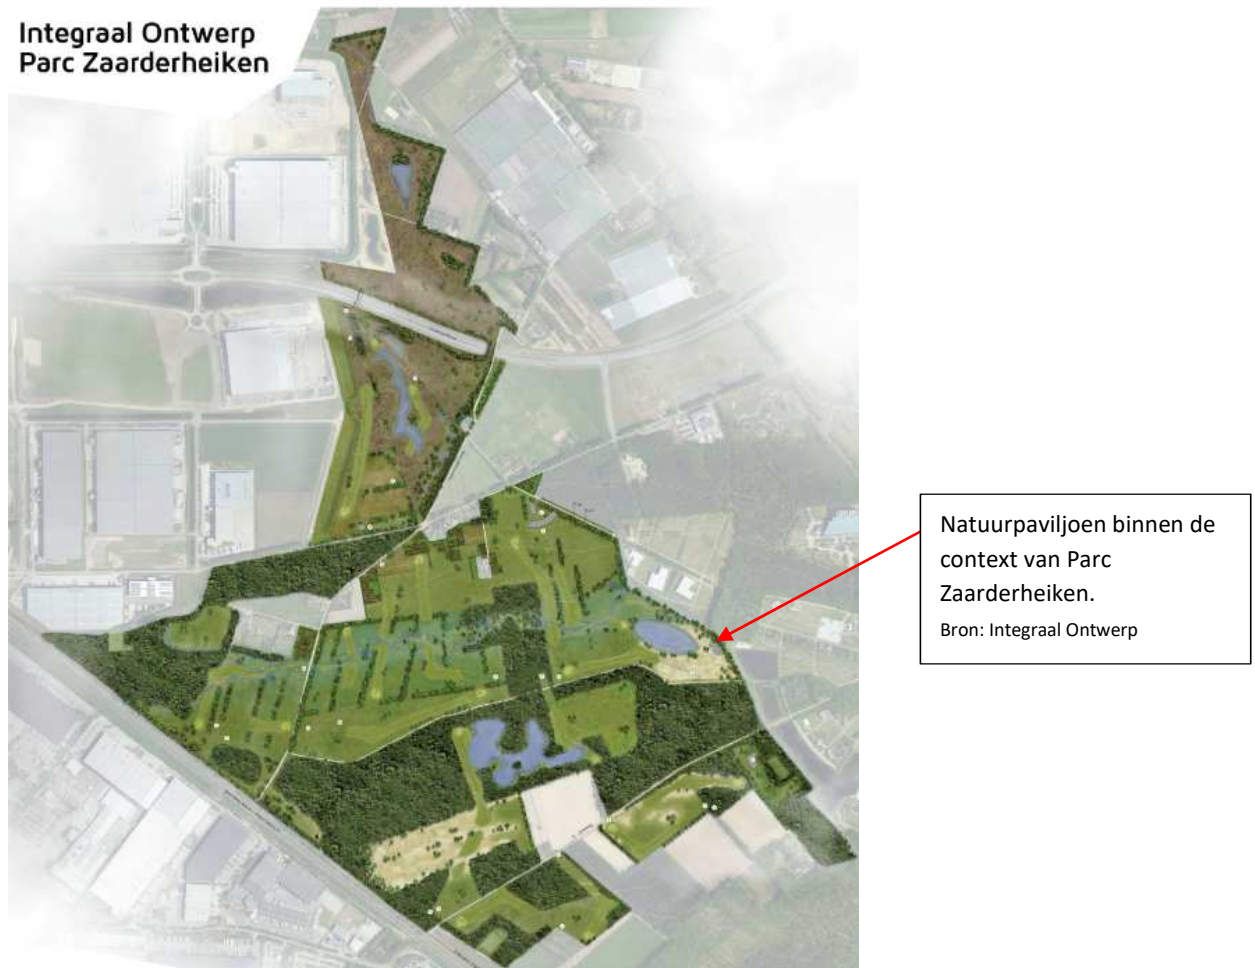 Integraal Ontwerp
Parc Zaarderheiken
Natuurpaviljoen binnen de
context van Parc
Zaarderheiken.
Bron: Integraal Ontwerp